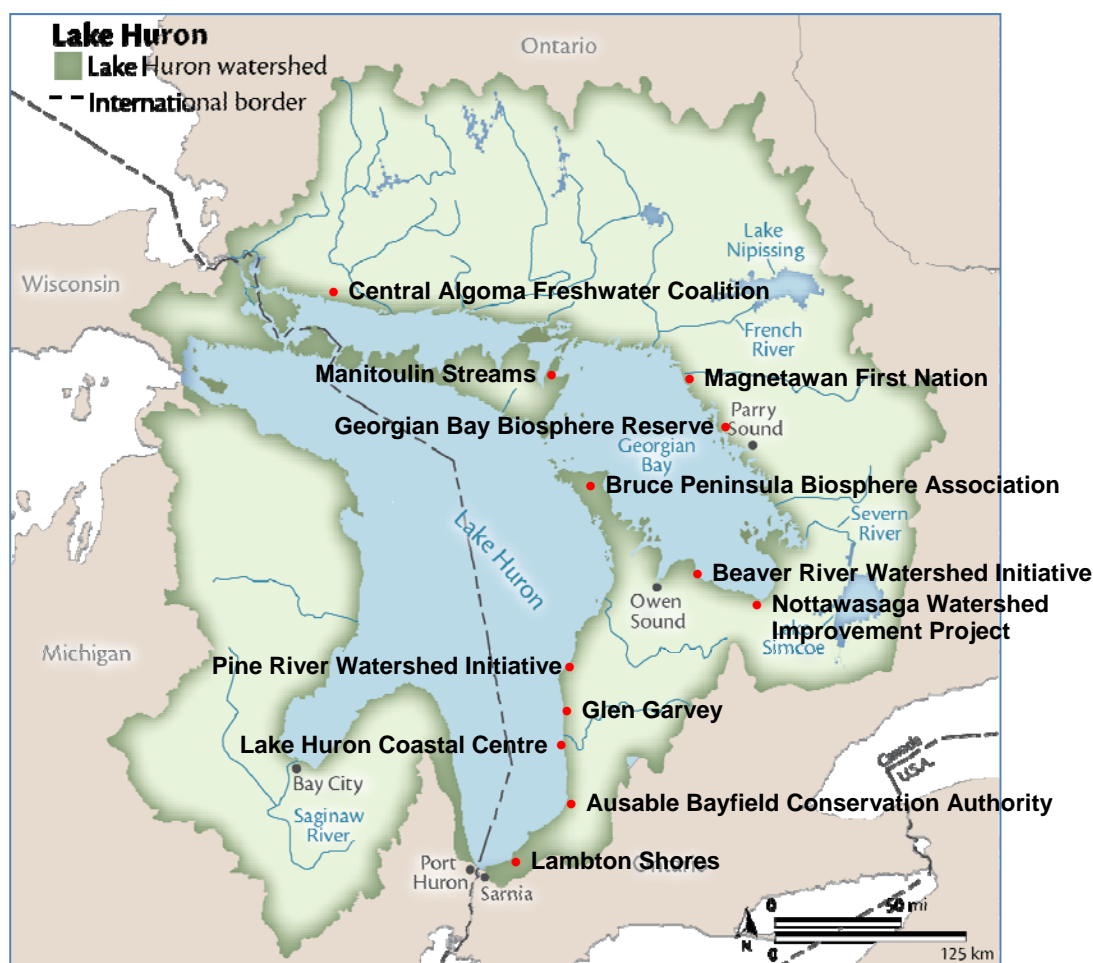 Lake Huron
Lake Huron watershed
International border
Ontario
Wisconsin
Lake
Nipissing
Central Algoma Freshwater Coalition
French
River
Manitoulin Streams
Magnetawan First Nation
Parry
Sound
Georgian Bay Biosphere Reserve
Georgian
Bay
Bruce Peninsula Biosphere Association
Severn
River
Lake Huron
Beaver River Watershed Initiative
Owen
Sound
Nottawasaga Watershed
Improvement Project
Lake
Simcoe
Michigan
Pine River Watershed Initiative
Glen Garvey
Lake Huron Coastal Centre
Canada
U.S.A.
Bay City
Ausable Bayfield Conservation Authority
Saginaw
River
Lambton Shores
Ontario
Port
Huron
Sarnia
0 50 mi
N
0 125 km